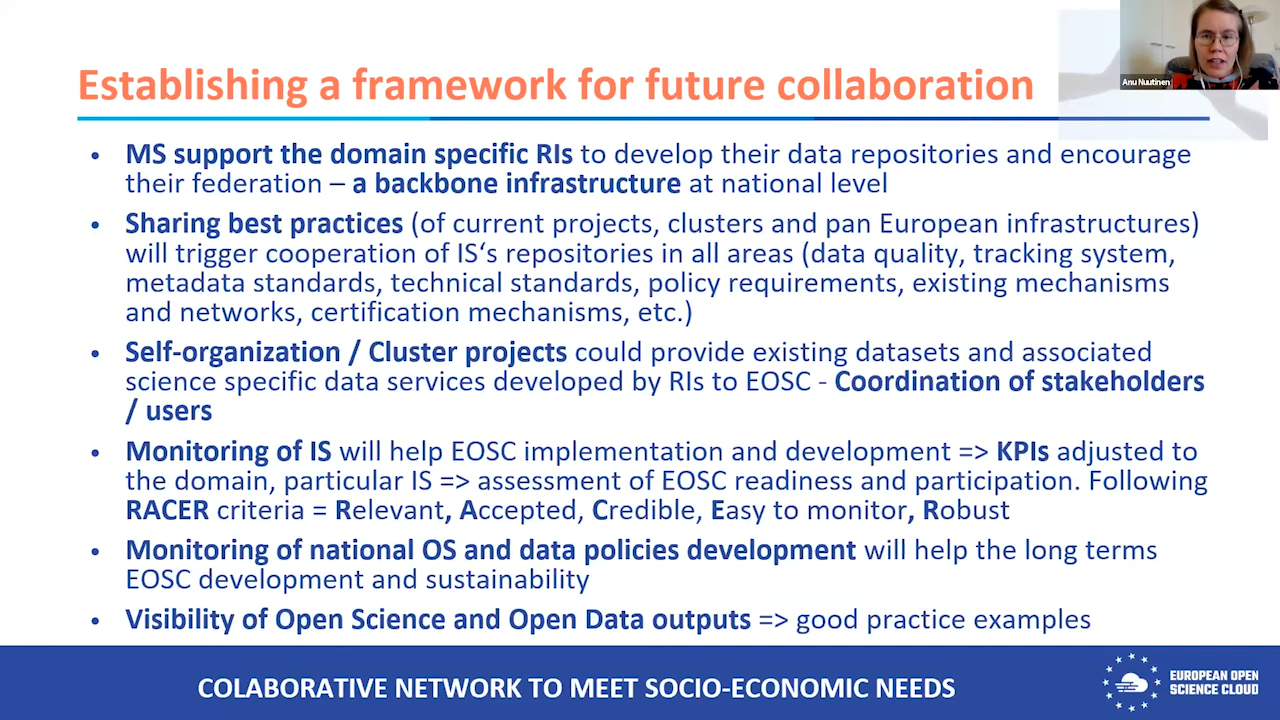 Establishing a framework for future collaboration
Anu Nuutinen
• MS support the domain specific RIs to develop their data repositories and encourage
their federation – a backbone infrastructure at national level
• Sharing best practices (of current projects, clusters and pan European infrastructures)
will trigger cooperation of IS‘s repositories in all areas (data quality, tracking system,
metadata standards, technical standards, policy requirements, existing mechanisms
and networks, certification mechanisms, etc.)
• Self-organization / Cluster projects could provide existing datasets and associated
science specific data services developed by RIs to EOSC - Coordination of stakeholders
/ users
• Monitoring of IS will help EOSC implementation and development => KPIs adjusted to
the domain, particular IS => assessment of EOSC readiness and participation. Following
RACER criteria = Relevant, Accepted, Credible, Easy to monitor, Robust
• Monitoring of national OS and data policies development will help the long terms
EOSC development and sustainability
• Visibility of Open Science and Open Data outputs => good practice examples
COLABORATIVE NETWORK TO MEET SOCIO-ECONOMIC NEEDS
EUROPEAN OPEN
SCIENCE CLOUD